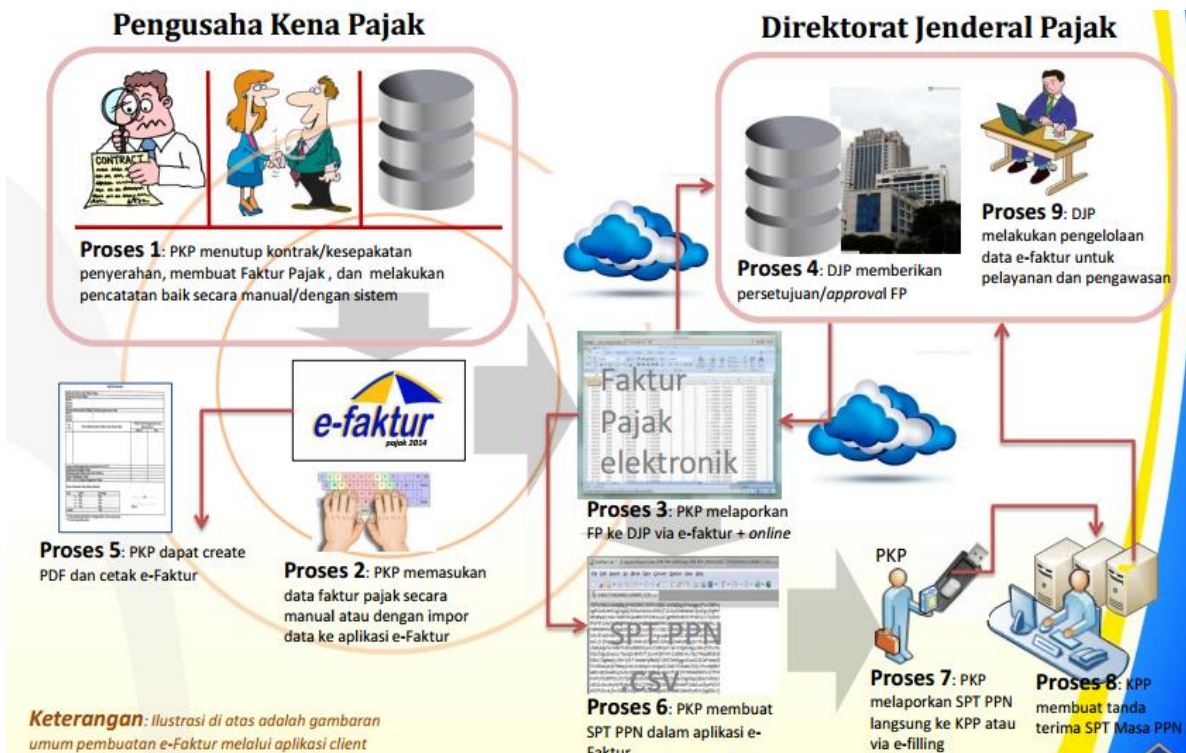 Pengusaha Kena Pajak
Direktorat Jenderal Pajak
CONTRACT
Proses 1: PKP menutup kontrak/kesepakatan
penyerahan, membuat Faktur Pajak , dan melakukan
pencatatan baik secara manual/dengan sistem
Proses 4: DJP memberikan
persetujuan/approval FP
Proses 9: DJP
melakukan pengelolaan
data e-faktur untuk
pelayanan dan pengawasan
e-faktur
pajak 2014
Faktur
Pajak
elektronik
Proses 5: PKP dapat create
PDF dan cetak e-Faktur
Proses 2: PKP memasukan
data faktur pajak secara
manual atau dengan impor
data ke aplikasi e-Faktur
Proses 3: PKP melaporkan
FP ke DJP via e-faktur + online
SPT PPN
.csv
Proses 6: PKP membuat
SPT PPN dalam aplikasi e-
Faktur
PKP
Proses 7: PKP
melaporkan SPT PPN
langsung ke KPP atau
via e-filling
Proses 8: KPP
membuat tanda
terima SPT Masa PPN
Keterangan: Ilustrasi di atas adalah gambaran
umum pembuatan e-Faktur melalui aplikasi client